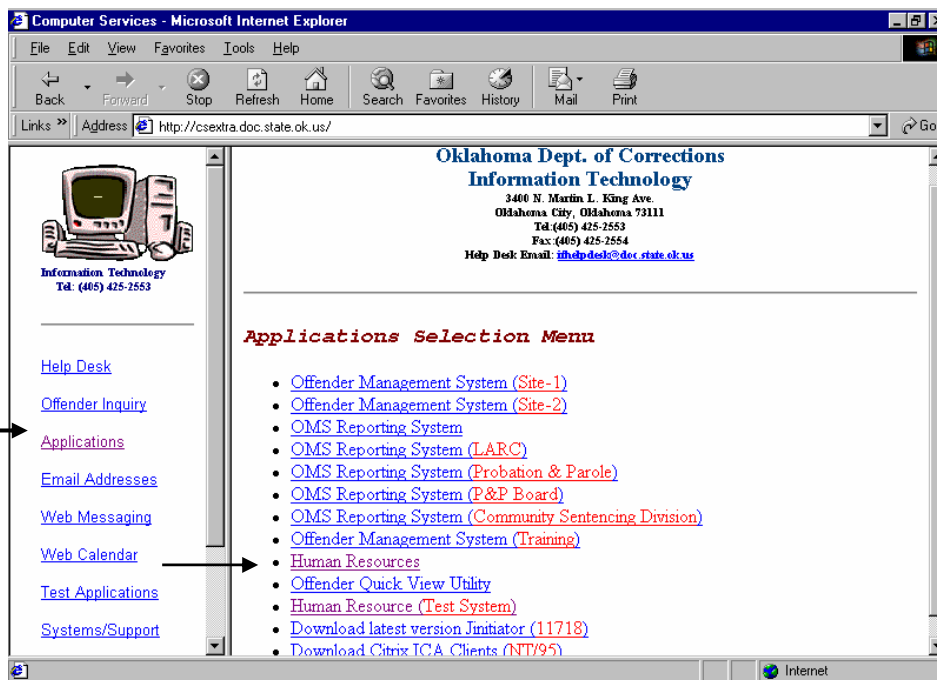 Computer Services - Microsoft Internet Explorer
File Edit View Favorites Tools Help
Back Forward Stop Refresh Home Search Favorites History Mail Print
Links » Address http://csextra.doc.state.ok.us/ Go
Information Technology
Tel: (405) 425-2553
Help Desk
Offender Inquiry
Applications
Email Addresses
Web Messaging
Web Calendar
Test Applications
Systems/Support
Oklahoma Dept. of Corrections
Information Technology
3400 N. Martin L. King Ave.
Oklahoma City, Oklahoma 73111
Tel:(405) 425-2553
Fax:(405) 425-2554
Help Desk Email: ithelpdesk@doc.state.ok.us
Applications Selection Menu
Offender Management System (Site-1)
Offender Management System (Site-2)
OMS Reporting System
OMS Reporting System (LARC)
OMS Reporting System (Probation & Parole)
OMS Reporting System (P&P Board)
OMS Reporting System (Community Sentencing Division)
Offender Management System (Training)
Human Resources
Offender Quick View Utility
Human Resource (Test System)
Download latest version Jinitiator (11718)
Download Citrix ICA Clients (NT/95)
Internet